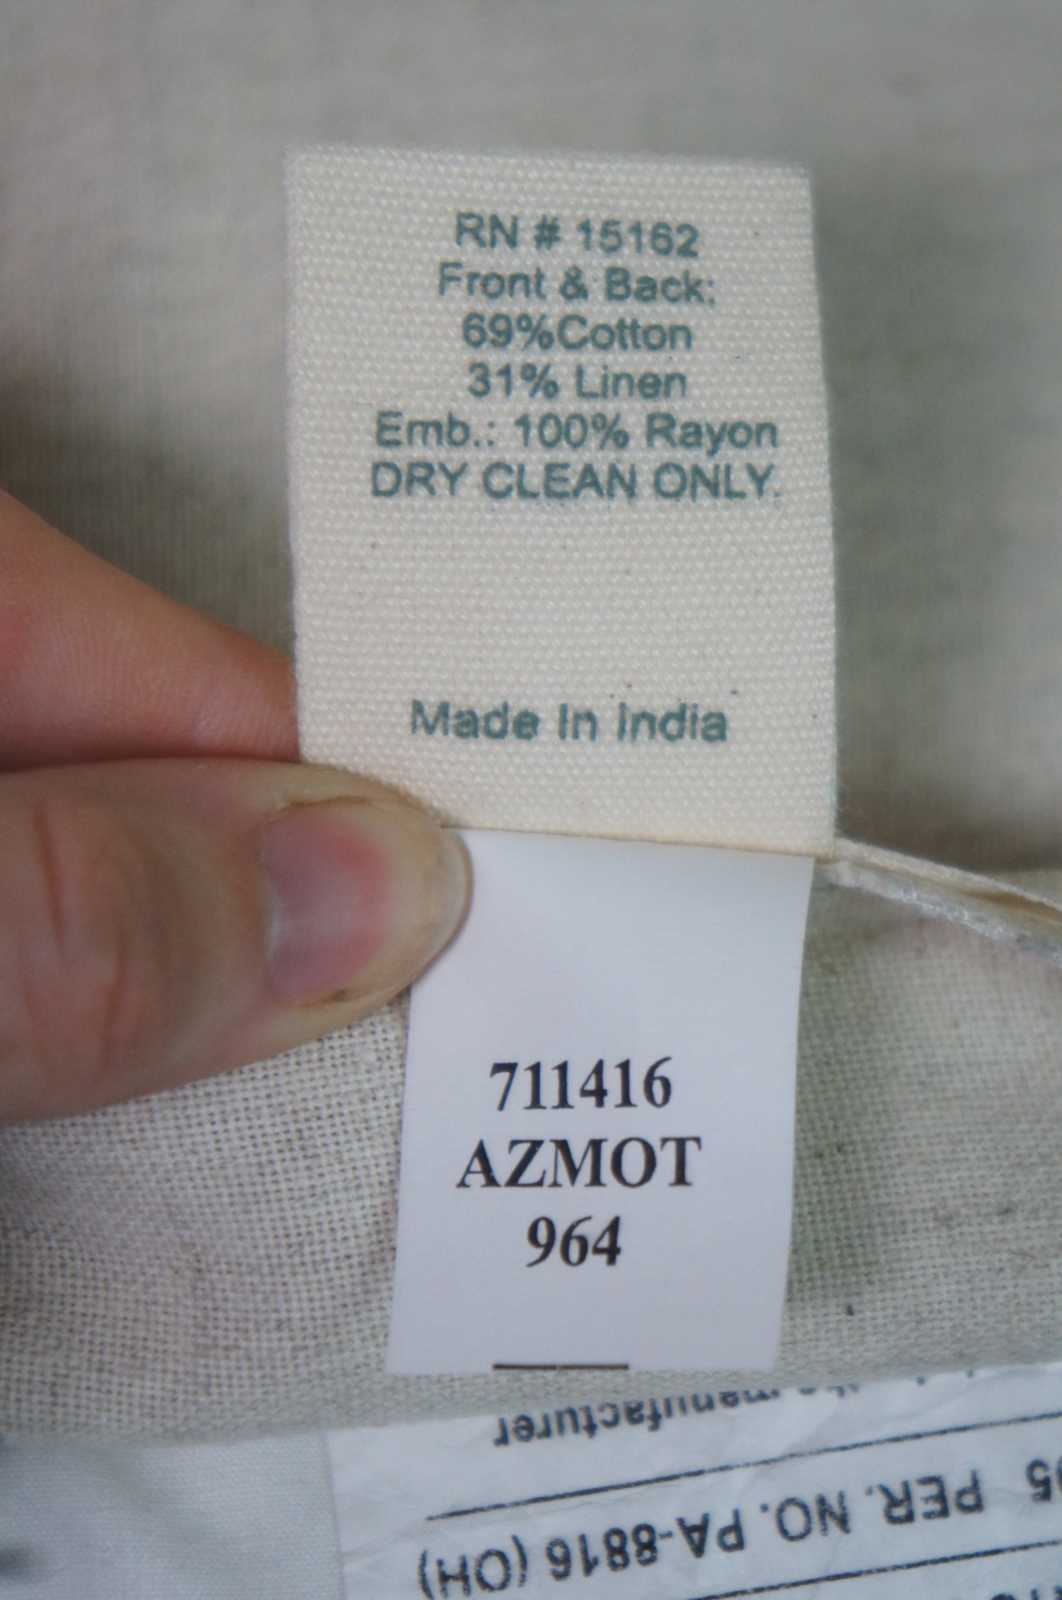 RN # 15162
Front & Back:
69%Cotton
31% Linen
Emb.: 100% Rayon
DRY CLEAN ONLY.
Made In India
711416
AZMOT
964
(OH) PA-8816 PER. NO.
the manufacturer